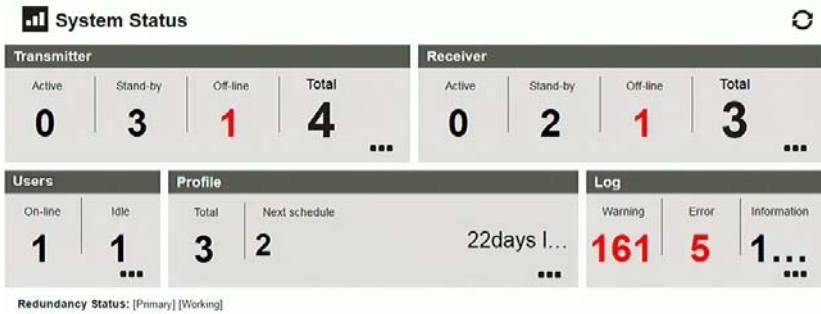 System Status
Transmitter Receiver
Active Stand-by Off-line Total Active Stand-by Off-line Total
0 3 1 4 0 2 1 3
Users Profile Log
On-line Idle Total Next schedule Warning Error Information
1 1 3 2 22days l... 161 5 1...
Redundancy Status: [Primary] [Working]